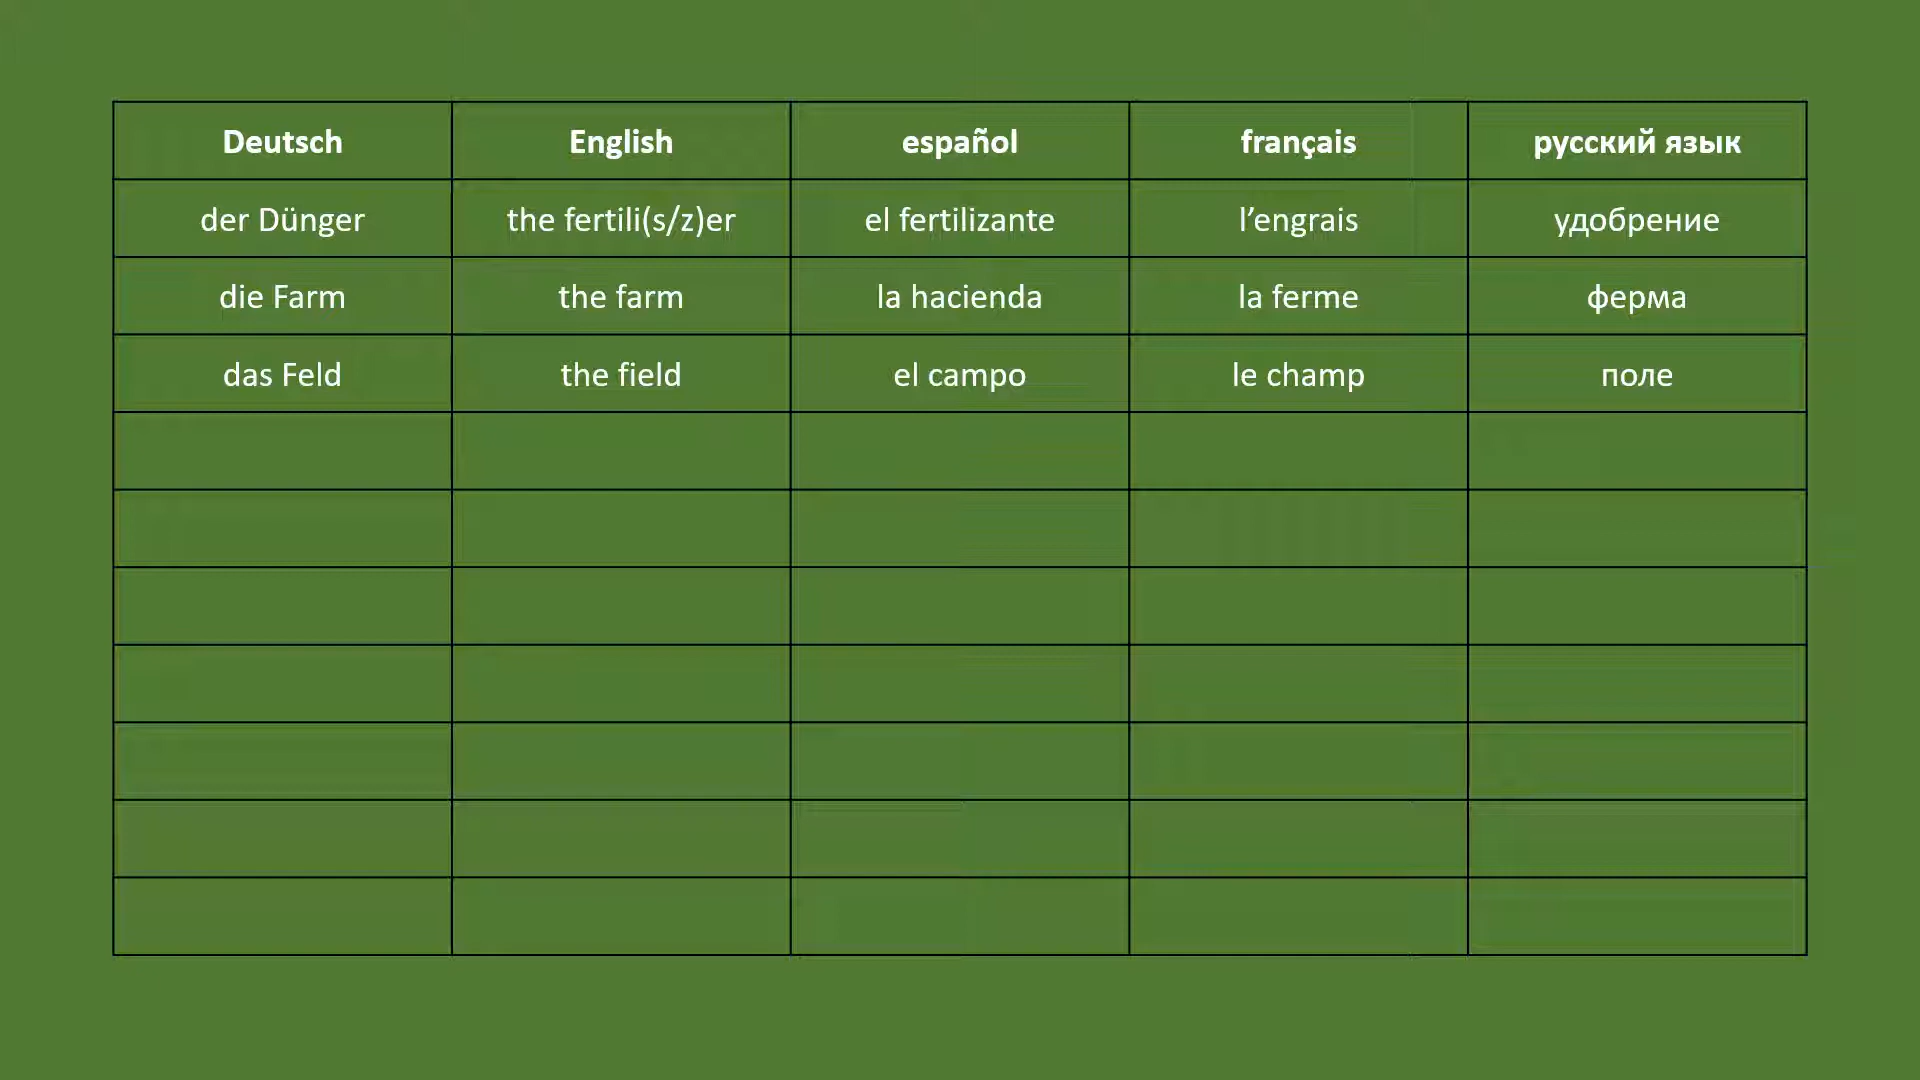 Deutsch English español français русский язык
der Dünger the fertili(s/z)er el fertilizante l’engrais удобрение
die Farm the farm la hacienda la ferme ферма
das Feld the field el campo le champ поле